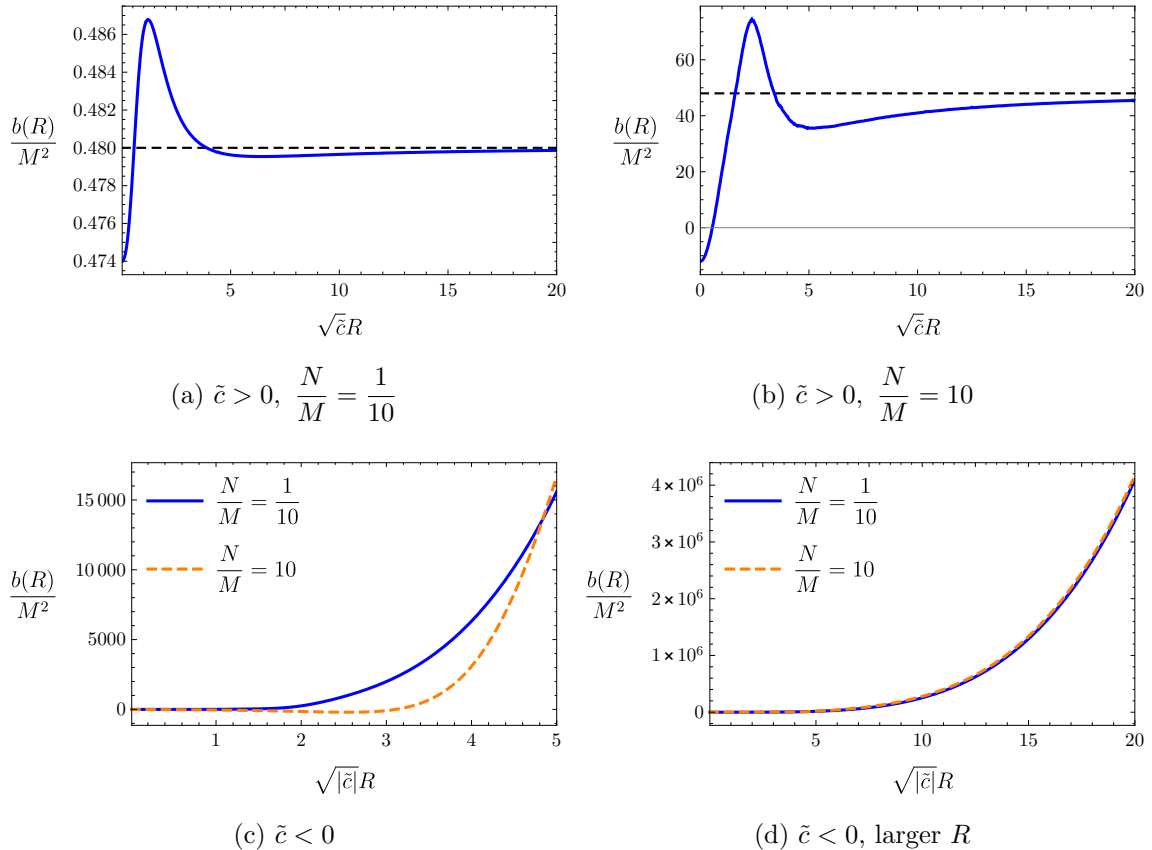 0.486
0.484
0.482
0.480
0.478
0.476
0.474
b(R)
M²
5 10 15 20
√c̃R
(a) c̃ > 0, N/M = 1/10
60
40
20
0
b(R)
M²
0 5 10 15 20
√c̃R
(b) c̃ > 0, N/M = 10
15 000
10 000
5000
0
b(R)
M²
N/M = 1/10
N/M = 10
1 2 3 4 5
√|c̃|R
(c) c̃ < 0
4 × 10⁶
3 × 10⁶
2 × 10⁶
1 × 10⁶
0
b(R)
M²
N/M = 1/10
N/M = 10
5 10 15 20
√|c̃|R
(d) c̃ < 0, larger R